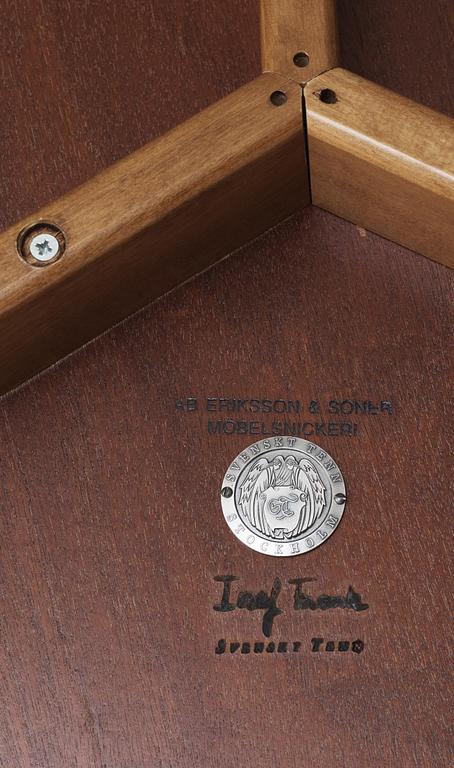 AB ERIKSSON & SÖNER
MÖBELSNICKERI
SVENSKT TENN
STOCKHOLM
Josef Frank
SVENSKT TENN